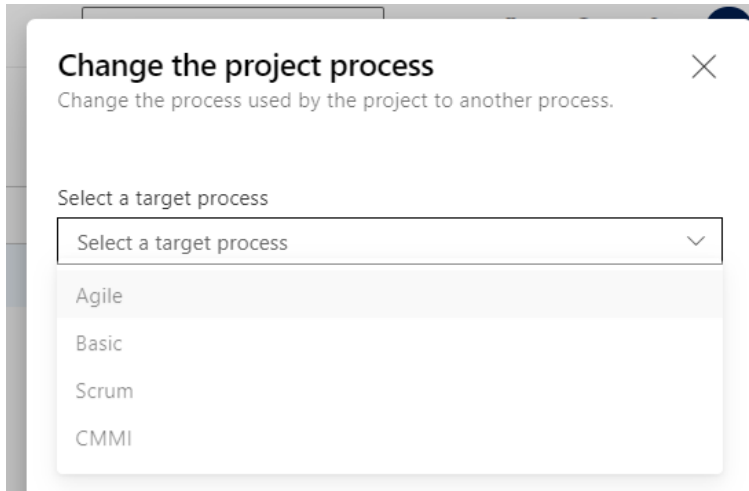 Change the project process
Change the process used by the project to another process.
Select a target process
Select a target process
Agile
Basic
Scrum
CMMI